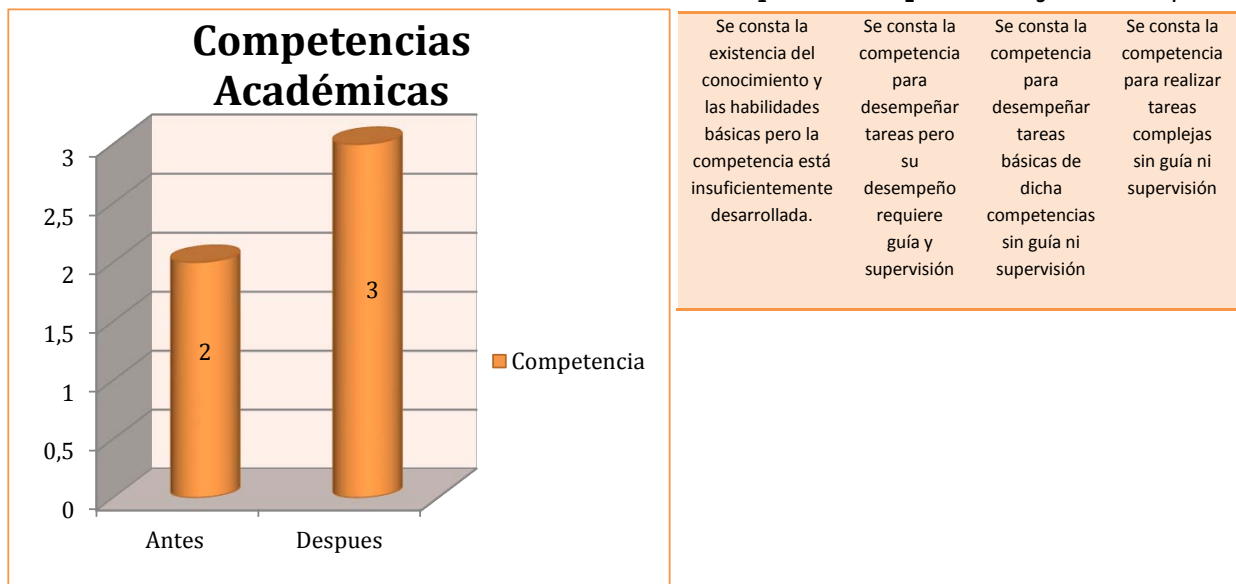 Competencias
Académicas
3
2,5
2
1,5
1
0,5
0
2
3
Antes
Despues
Competencia
Se consta la
existencia del
conocimiento y
las habilidades
básicas pero la
competencia está
insuficientemente
desarrollada.
Se consta la
competencia
para
desempeñar
tareas pero
su
desempeño
requiere
guía y
supervisión
Se consta la
competencia
para
desempeñar
tareas
básicas de
dicha
competencias
sin guía ni
supervisión
Se consta la
competencia
para realizar
tareas
complejas
sin guía ni
supervisión